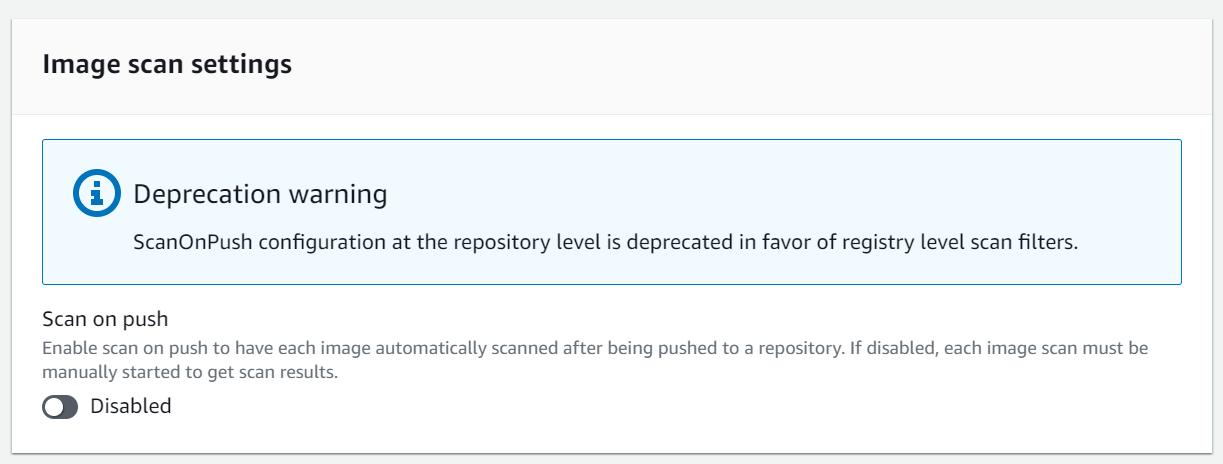 Image scan settings
Deprecation warning
ScanOnPush configuration at the repository level is deprecated in favor of registry level scan filters.
Scan on push
Enable scan on push to have each image automatically scanned after being pushed to a repository. If disabled, each image scan must be
manually started to get scan results.
Disabled